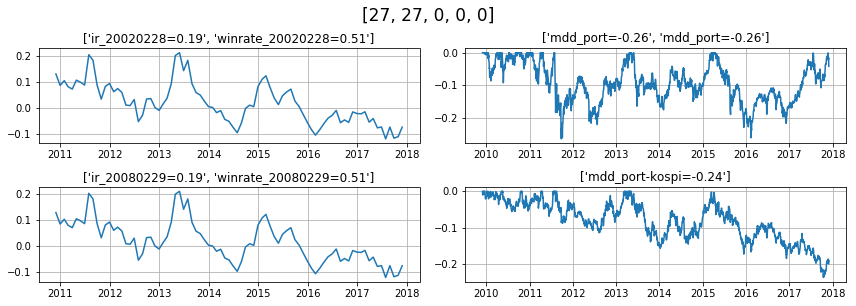 [27, 27, 0, 0, 0]
['ir_20020228=0.19', 'winrate_20020228=0.51']
0.2
0.1
0.0
−0.1
2011 2012 2013 2014 2015 2016 2017 2018
['mdd_port=-0.26', 'mdd_port=-0.26']
0.0
−0.1
−0.2
2010 2011 2012 2013 2014 2015 2016 2017 2018
['ir_20080229=0.19', 'winrate_20080229=0.51']
0.2
0.1
0.0
−0.1
2011 2012 2013 2014 2015 2016 2017 2018
['mdd_port-kospi=-0.24']
0.0
−0.1
−0.2
2010 2011 2012 2013 2014 2015 2016 2017 2018